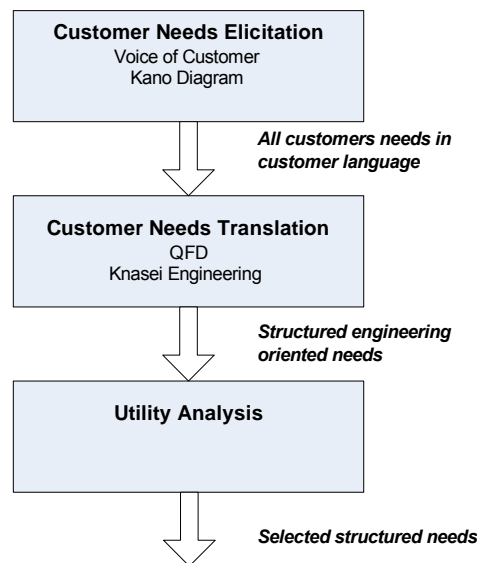 Customer Needs Elicitation
Voice of Customer
Kano Diagram
All customers needs in
customer language
Customer Needs Translation
QFD
Knasei Engineering
Structured engineering
oriented needs
Utility Analysis
Selected structured needs